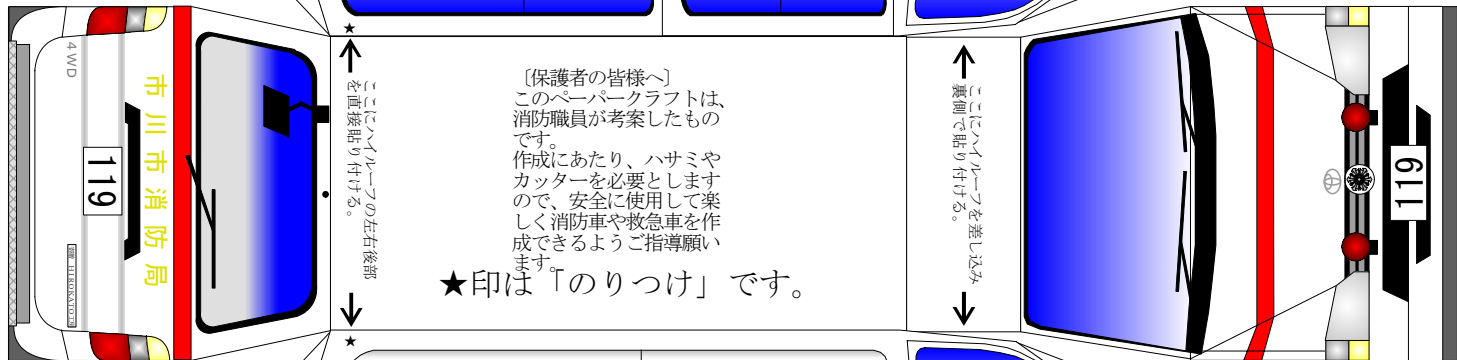 4WD
市川市消防局
119
HIROKATO.TR
★
ここにハイルーフの左右後部
を直接貼り付ける。
★
〔保護者の皆様へ〕
このペーパークラフトは、
消防職員が考案したもの
です。
作成にあたり、ハサミや
カッターを必要とします
ので、安全に使用して楽
しく消防車や救急車を作
成できるようご指導願い
ます。
★印は「のりつけ」です。
ここにハイルーフを差し込み
裏側で貼り付ける。
119